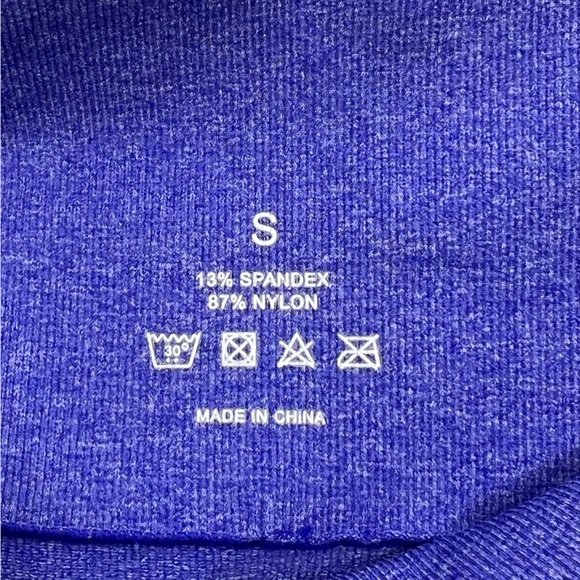 S
13% SPANDEX
87% NYLON
30°
MADE IN CHINA